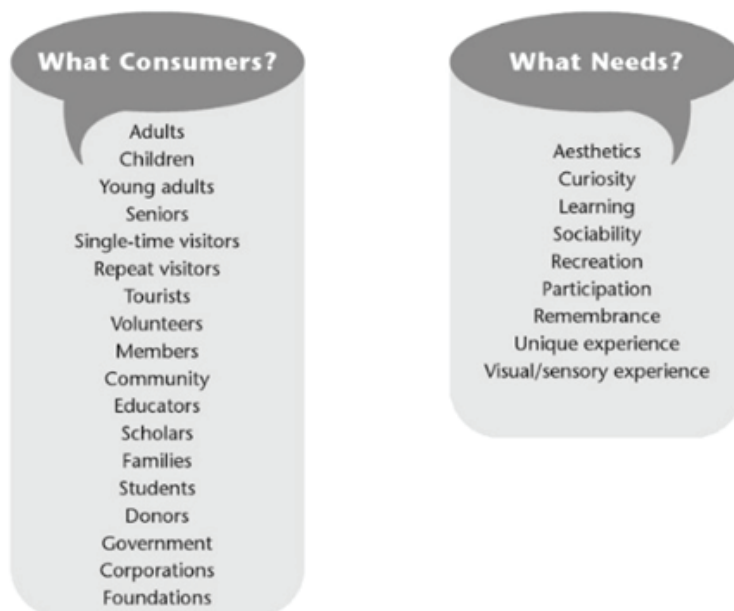 What Consumers?
Adults
Children
Young adults
Seniors
Single-time visitors
Repeat visitors
Tourists
Volunteers
Members
Community
Educators
Scholars
Families
Students
Donors
Government
Corporations
Foundations
What Needs?
Aesthetics
Curiosity
Learning
Sociability
Recreation
Participation
Remembrance
Unique experience
Visual/sensory experience